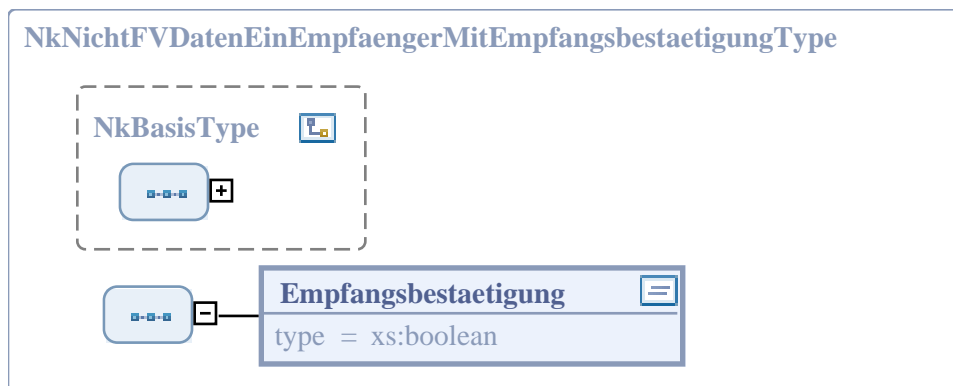 NkNichtFVDatenEinEmpfaengerMitEmpfangsbestaetigungType
NkBasisType
Empfangsbestaetigung
type = xs:boolean